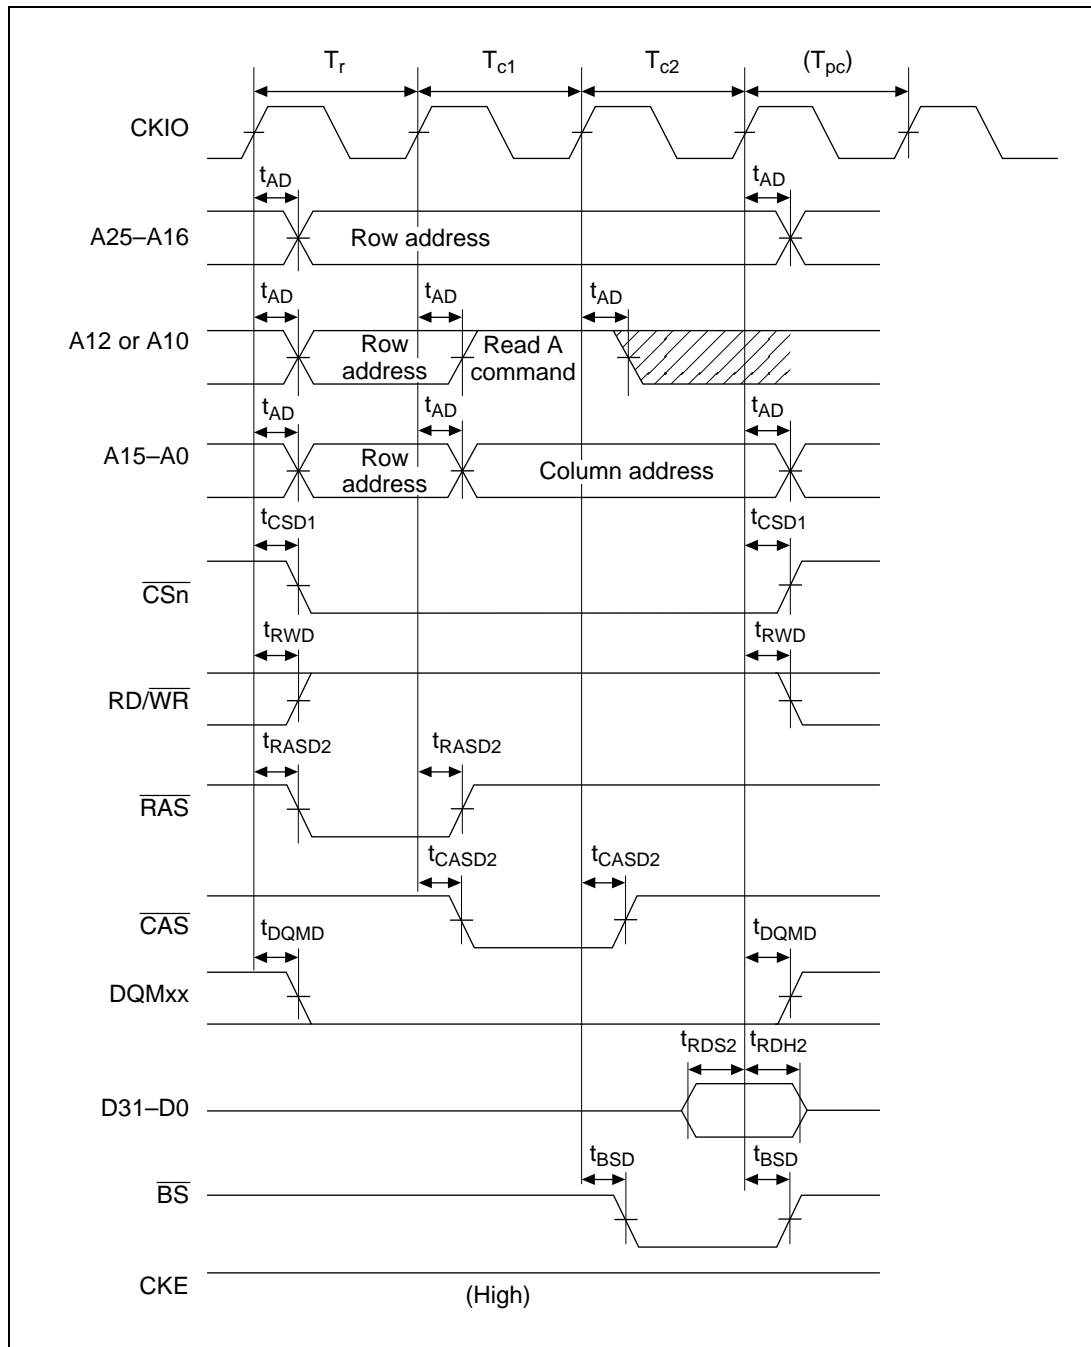 Tr Tc1 Tc2 (Tpc)
CKIO
tAD tAD
A25–A16 Row address
tAD tAD tAD
A12 or A10 Row address Read A command
tAD tAD tAD
A15–A0 Row address Column address
tCSD1 tCSD1
CSn
tRWD tRWD
RD/WR
tRASD2 tRASD2
RAS
tCASD2 tCASD2
CAS
tDQMD tDQMD
DQMxx
tRDS2 tRDH2
D31–D0
tBSD tBSD
BS
CKE (High)